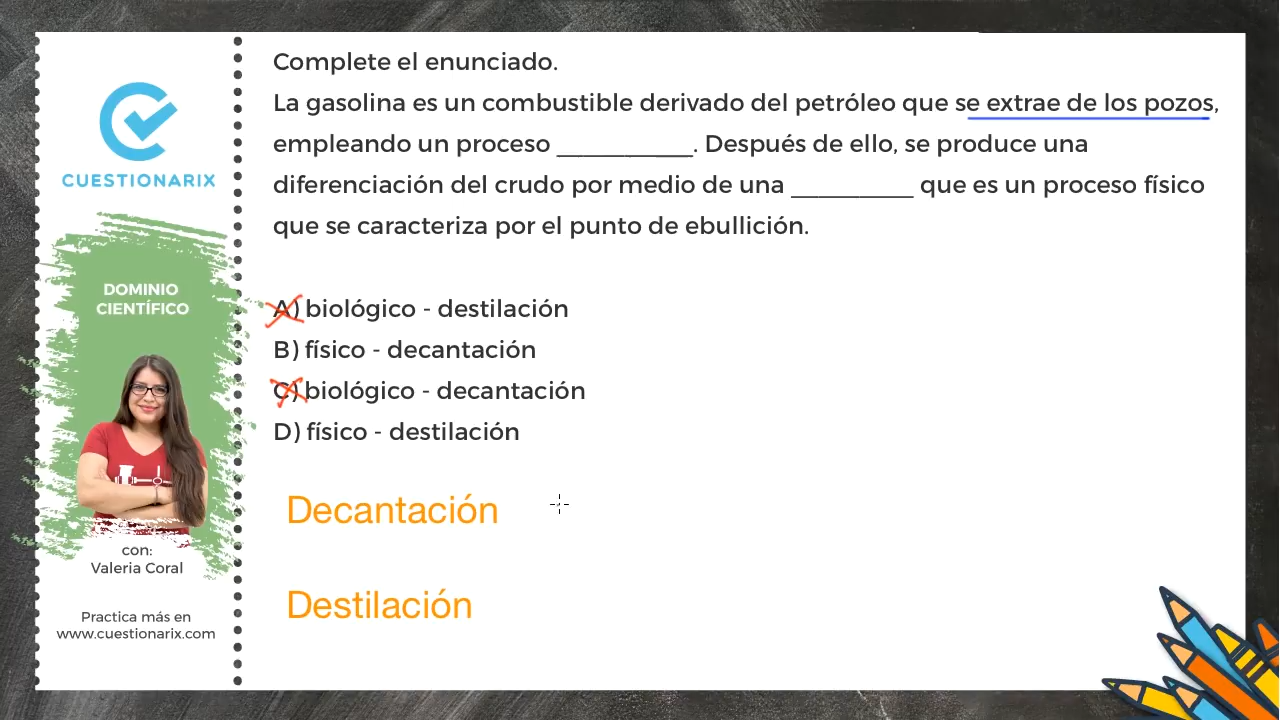 Complete el enunciado.
La gasolina es un combustible derivado del petróleo que se extrae de los pozos,
empleando un proceso __________. Después de ello, se produce una
diferenciación del crudo por medio de una _________ que es un proceso físico
que se caracteriza por el punto de ebullición.
A) biológico - destilación
B) físico - decantación
C) biológico - decantación
D) físico - destilación
Decantación
Destilación
CUESTIONARIX
DOMINIO
CIENTÍFICO
con:
Valeria Coral
Practica más en
www.cuestionarix.com